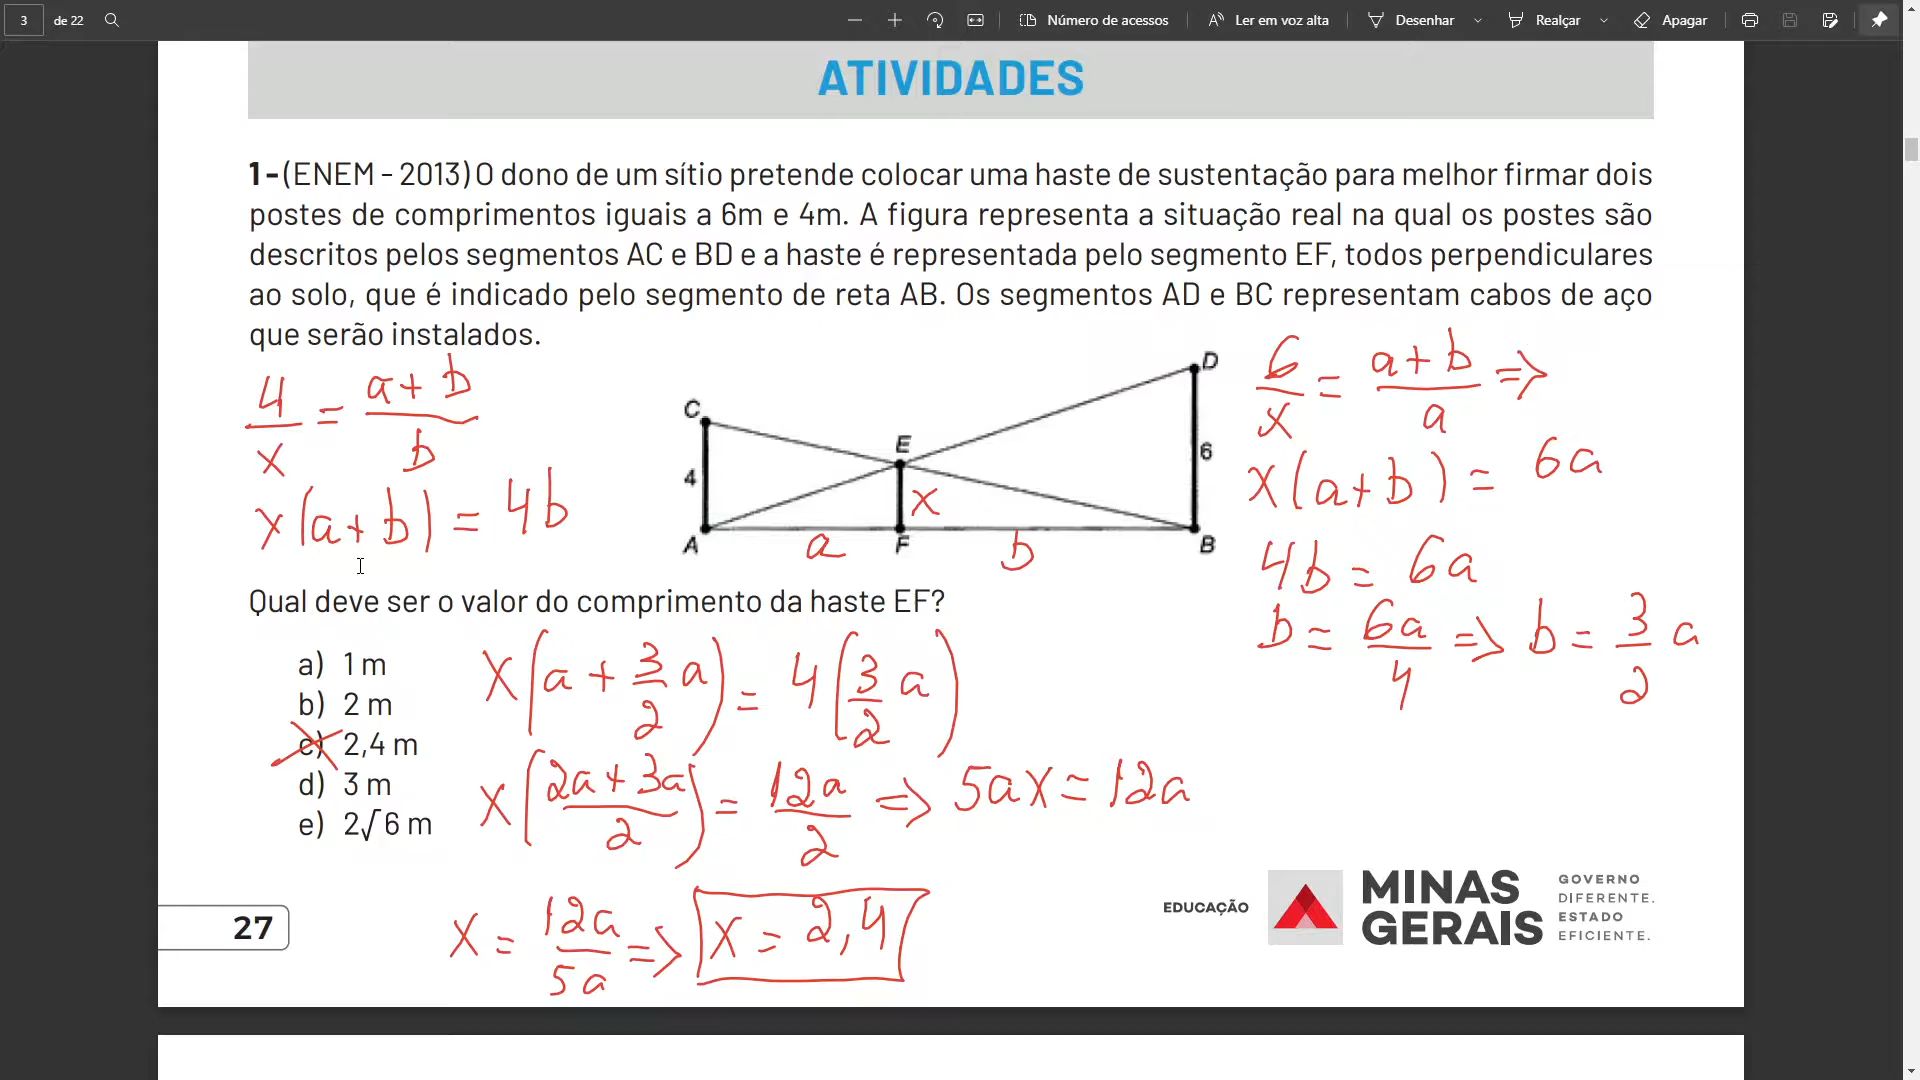 3 de 22 Número de acessos Ler em voz alta Desenhar Realçar Apagar
ATIVIDADES
1- (ENEM - 2013) O dono de um sítio pretende colocar uma haste de sustentação para melhor firmar dois
postes de comprimentos iguais a 6m e 4m. A figura representa a situação real na qual os postes são
descritos pelos segmentos AC e BD e a haste é representada pelo segmento EF, todos perpendiculares
ao solo, que é indicado pelo segmento de reta AB. Os segmentos AD e BC representam cabos de aço
que serão instalados.
4/x = a+b/b
x(a+b) = 4b
C
D
E
4
6
x
A
F
B
a
b
6/x = a+b/a =>
x(a+b) = 6a
4b = 6a
b = 6a/4 => b = 3/2 a
Qual deve ser o valor do comprimento da haste EF?
a) 1 m
b) 2 m
c) 2,4 m
d) 3 m
e) 2√6 m
x(a + 3/2 a) = 4(3/2 a)
x(2a+3a/2) = 12a/2 => 5ax = 12a
x = 12a/5a => x = 2,4
27
EDUCAÇÃO
MINAS
GERAIS
GOVERNO
DIFERENTE.
ESTADO
EFICIENTE.